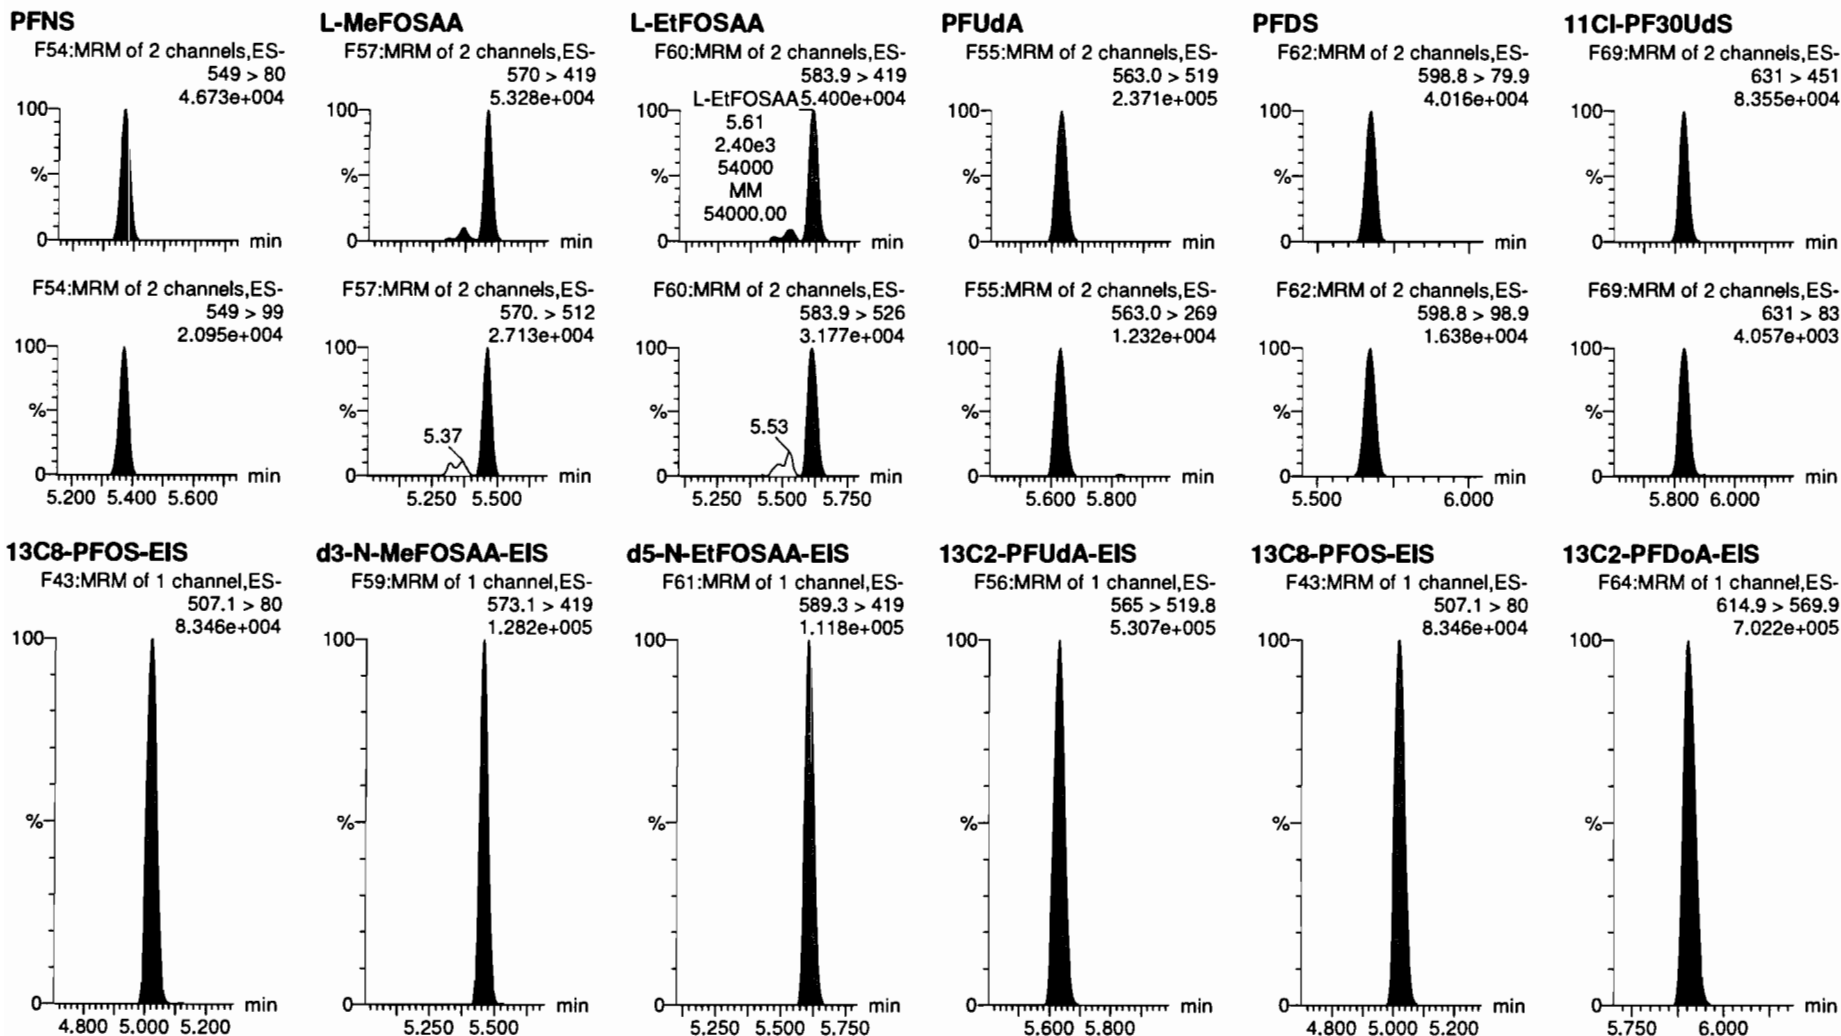 PFNS
F54:MRM of 2 channels,ES-
549 > 80
4.673e+004
100
%
0
min
F54:MRM of 2 channels,ES-
549 > 99
2.095e+004
100
%
0
min
5.200 5.400 5.600
13C8-PFOS-EIS
F43:MRM of 1 channel,ES-
507.1 > 80
8.346e+004
100
%
0
min
4.800 5.000 5.200
L-MeFOSAA
F57:MRM of 2 channels,ES-
570 > 419
5.328e+004
100
%
0
min
F57:MRM of 2 channels,ES-
570. > 512
2.713e+004
100
%
5.37
0
min
5.250 5.500
d3-N-MeFOSAA-EIS
F59:MRM of 1 channel,ES-
573.1 > 419
1.282e+005
100
%
0
min
5.250 5.500
L-EtFOSAA
F60:MRM of 2 channels,ES-
583.9 > 419
L-EtFOSAA 5.400e+004
100
5.61
2.40e3
54000
%
MM
54000.00
0
min
F60:MRM of 2 channels,ES-
583.9 > 526
3.177e+004
100
%
5.53
0
min
5.250 5.500 5.750
d5-N-EtFOSAA-EIS
F61:MRM of 1 channel,ES-
589.3 > 419
1.118e+005
100
%
0
min
5.250 5.500 5.750
PFUdA
F55:MRM of 2 channels,ES-
563.0 > 519
2.371e+005
100
%
0
min
F55:MRM of 2 channels,ES-
563.0 > 269
1.232e+004
100
%
0
min
5.600 5.800
13C2-PFUdA-EIS
F56:MRM of 1 channel,ES-
565 > 519.8
5.307e+005
100
%
0
min
5.600 5.800
PFDS
F62:MRM of 2 channels,ES-
598.8 > 79.9
4.016e+004
100
%
0
min
F62:MRM of 2 channels,ES-
598.8 > 98.9
1.638e+004
100
%
0
min
5.500 6.000
13C8-PFOS-EIS
F43:MRM of 1 channel,ES-
507.1 > 80
8.346e+004
100
%
0
min
4.800 5.000 5.200
11Cl-PF30UdS
F69:MRM of 2 channels,ES-
631 > 451
8.355e+004
100
%
0
min
F69:MRM of 2 channels,ES-
631 > 83
4.057e+003
100
%
0
min
5.800 6.000
13C2-PFDoA-EIS
F64:MRM of 1 channel,ES-
614.9 > 569.9
7.022e+005
100
%
0
min
5.750 6.000